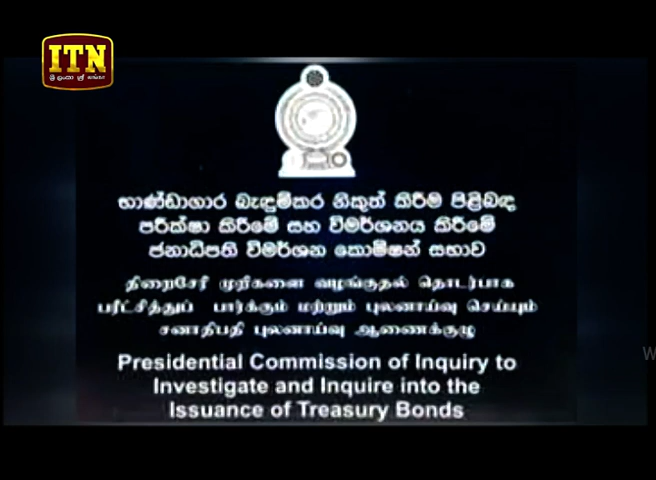 ITN
ශ්‍රී ලංකා ஸ்ரீ லங்கா
භාණ්ඩාගාර බැඳුම්කර නිකුත් කිරීම පිළිබඳ
පරීක්ෂා කිරීමේ සහ විමර්ශනය කිරීමේ
ජනාධිපති විමර්ශන කොමිෂන් සභාව
திறைசேரி முறிகளை வழங்குதல் தொடர்பாக
பரீட்சித்துப் பார்க்கும் மற்றும் புலனாய்வு செய்யும்
சனாதிபதி புலனாய்வு ஆணைக்குழு
Presidential Commission of Inquiry to
Investigate and Inquire into the
Issuance of Treasury Bonds
W